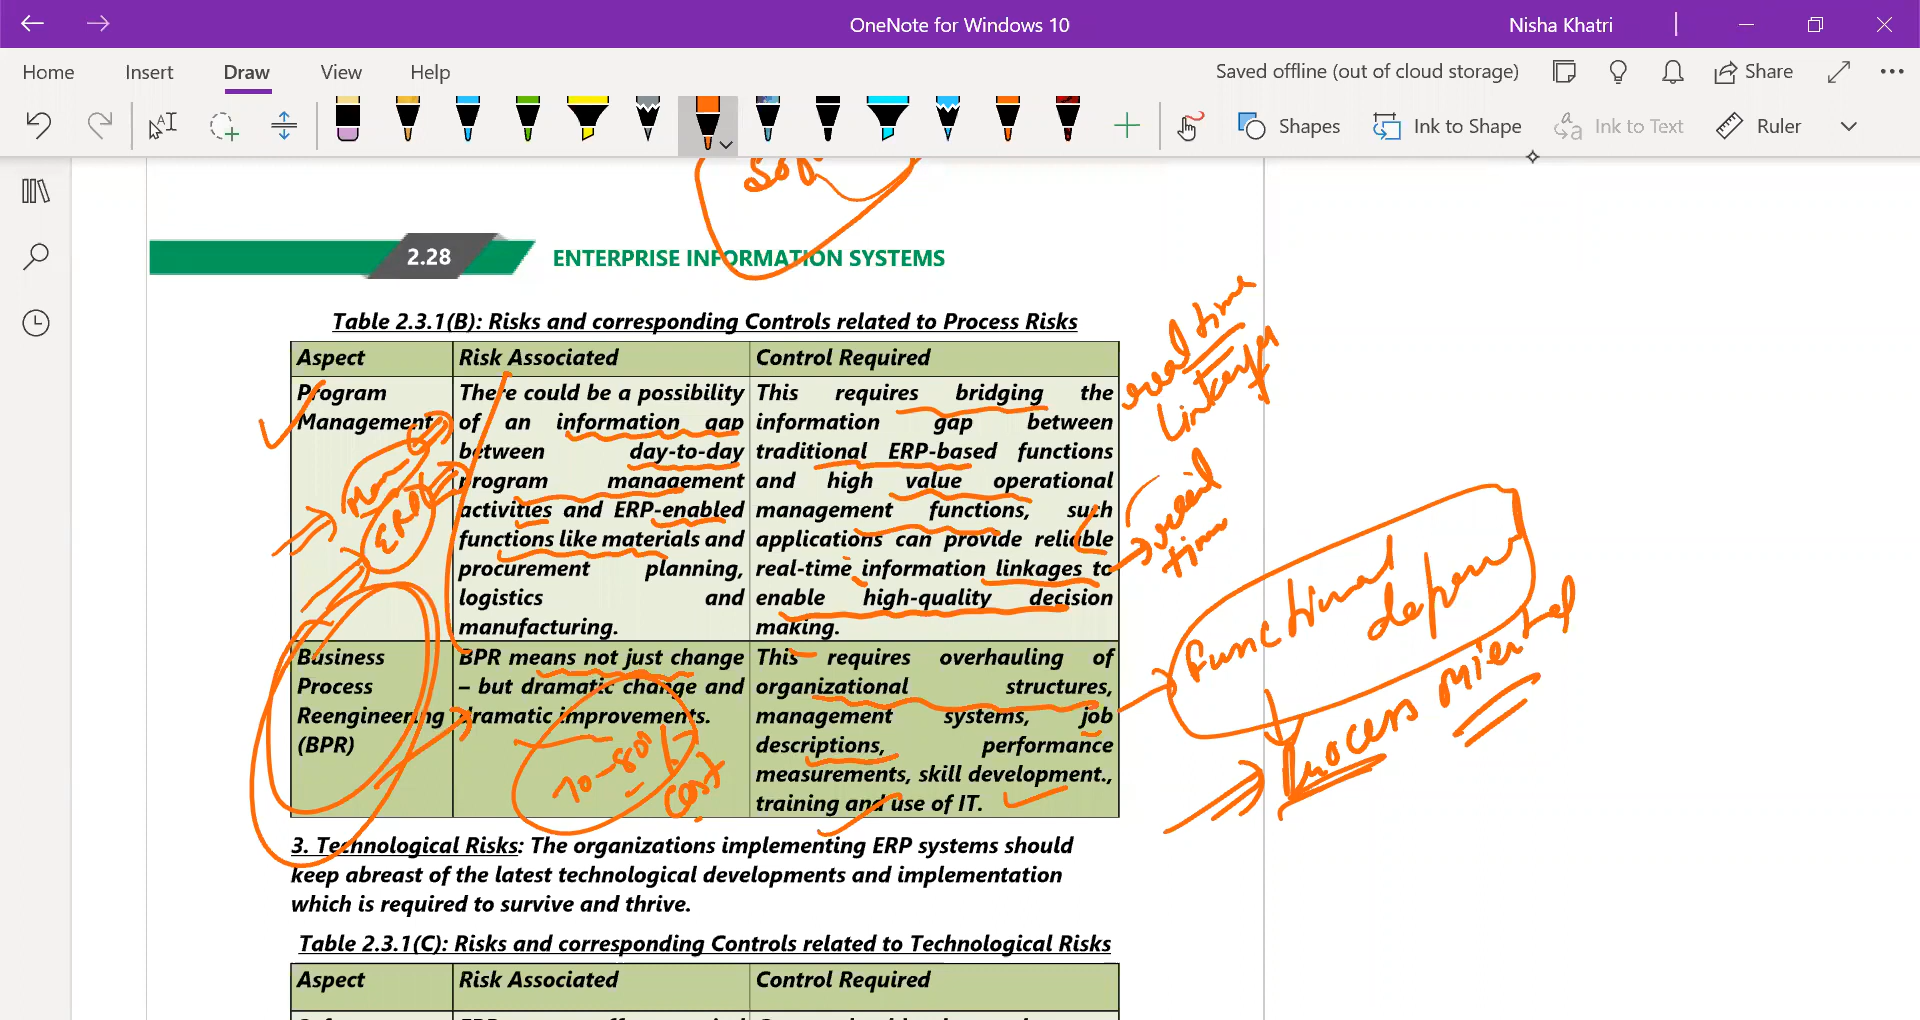 OneNote for Windows 10
Nisha Khatri
Home Insert Draw View Help
Saved offline (out of cloud storage) Share
Shapes Ink to Shape Ink to Text Ruler
2.28 ENTERPRISE INFORMATION SYSTEMS
Table 2.3.1(B): Risks and corresponding Controls related to Process Risks
Aspect Risk Associated Control Required
Program
Management
There could be a possibility
of an information gap
between day-to-day
program management
activities and ERP-enabled
functions like materials and
procurement planning,
logistics and
manufacturing.
This requires bridging the
information gap between
traditional ERP-based functions
and high value operational
management functions, such
applications can provide reliable
real-time information linkages to
enable high-quality decision
making.
real time
linkages
real
time
ERP
Business
Process
Reengineering
(BPR)
BPR means not just change
– but dramatic change and
dramatic improvements.
70-80%
cost
This requires overhauling of
organizational structures,
management systems, job
descriptions, performance
measurements, skill development.,
training and use of IT.
Functional
Process oriented
3. Technological Risks: The organizations implementing ERP systems should
keep abreast of the latest technological developments and implementation
which is required to survive and thrive.
Table 2.3.1(C): Risks and corresponding Controls related to Technological Risks
Aspect Risk Associated Control Required